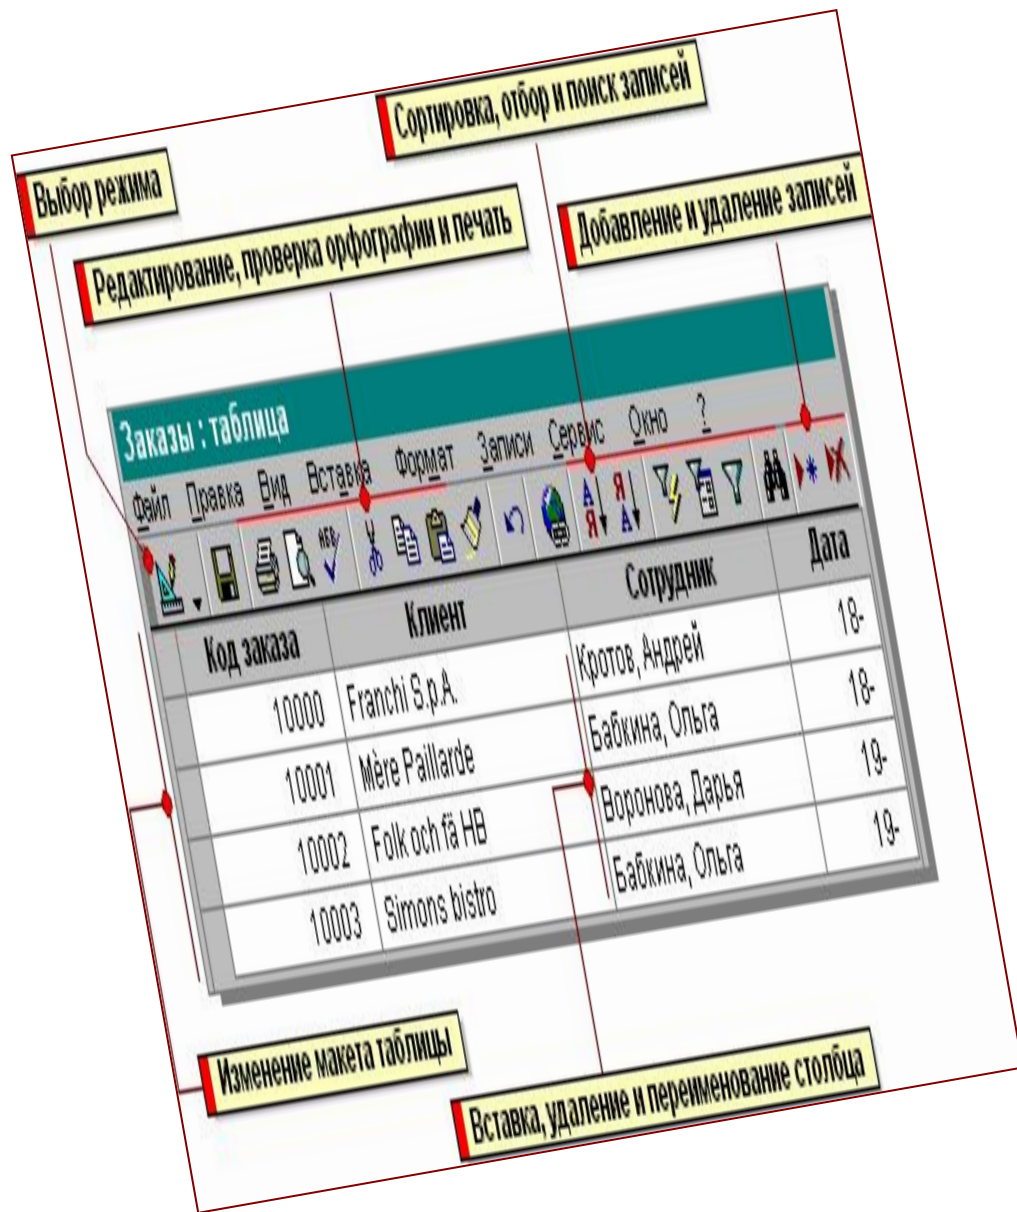 Сортировка, отбор и поиск записей
Выбор режима
Добавление и удаление записей
Редактирование, проверка орфографии и печать
Заказы : таблица
Файл Правка Вид Вставка Формат Записи Сервис Окно ?
Код заказа Клиент Сотрудник Дата
10000 Franchi S.p.A. Кротов, Андрей 18-
10001 Mère Paillarde Бабкина, Ольга 18-
10002 Folk och fä HB Воронова, Дарья 19-
10003 Simons bistro Бабкина, Ольга 19-
Изменение макета таблицы
Вставка, удаление и переименование столбца